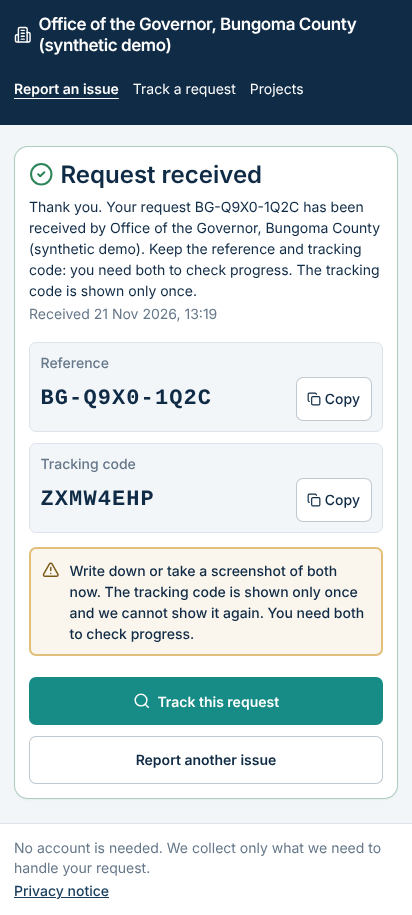 Office of the Governor, Bungoma County
(synthetic demo)
Report an issue Track a request Projects
Request received
Thank you. Your request BG-Q9X0-1Q2C has been
received by Office of the Governor, Bungoma County
(synthetic demo). Keep the reference and tracking
code: you need both to check progress. The tracking
code is shown only once.
Received 21 Nov 2026, 13:19
Reference
BG-Q9X0-1Q2C
Copy
Tracking code
ZXMW4EHP
Copy
Write down or take a screenshot of both
now. The tracking code is shown only once
and we cannot show it again. You need both
to check progress.
Track this request
Report another issue
No account is needed. We collect only what we need to
handle your request.
Privacy notice